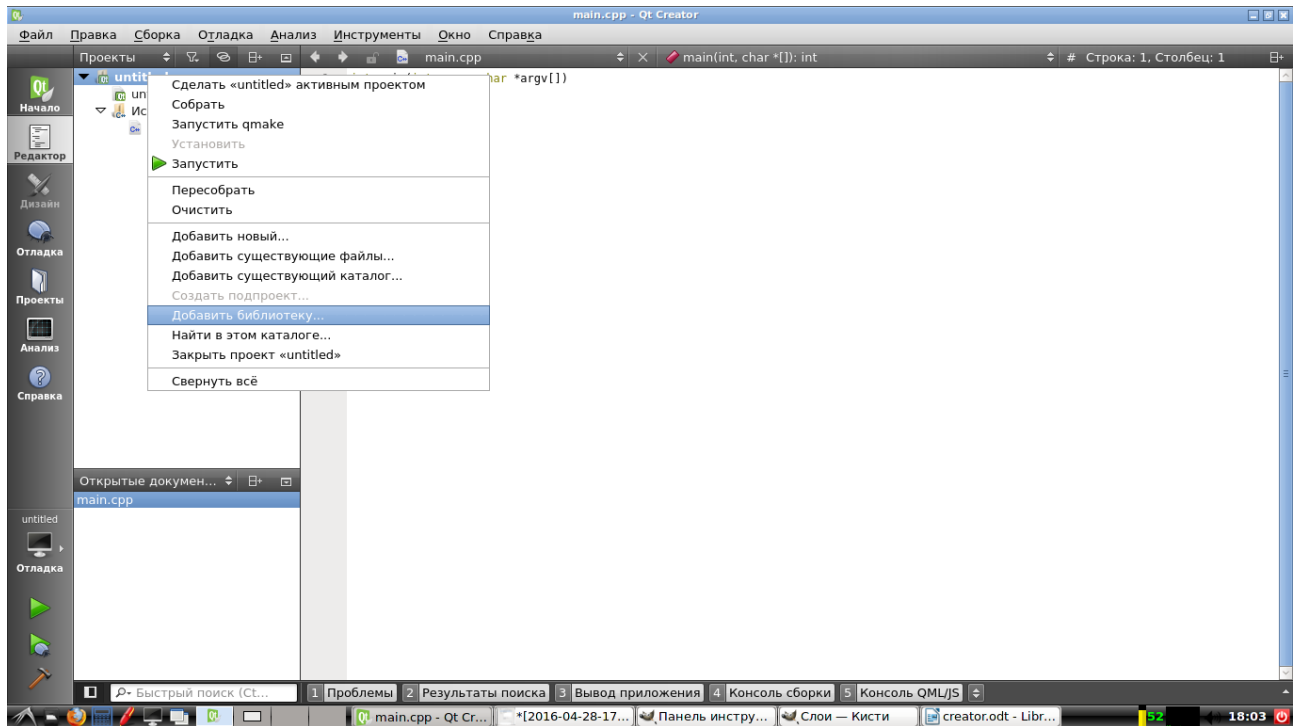 main.cpp - Qt Creator
Файл Правка Сборка Отладка Анализ Инструменты Окно Справка
Проекты main.cpp main(int, char *[]): int # Строка: 1, Столбец: 1
har *argv[])
Сделать «untitled» активным проектом
Собрать
Запустить qmake
Установить
Запустить
Пересобрать
Очистить
Добавить новый...
Добавить существующие файлы...
Добавить существующий каталог...
Создать подпроект...
Добавить библиотеку...
Найти в этом каталоге...
Закрыть проект «untitled»
Свернуть всё
Начало
Редактор
Дизайн
Отладка
Проекты
Анализ
Справка
Открытые докумен...
main.cpp
untitled
Отладка
Быстрый поиск (Ct... 1 Проблемы 2 Результаты поиска 3 Вывод приложения 4 Консоль сборки 5 Консоль QML/JS
main.cpp - Qt Cr... *[2016-04-28-17... Панель инстру... Слои — Кисти creator.odt - Libr... 52 18:03